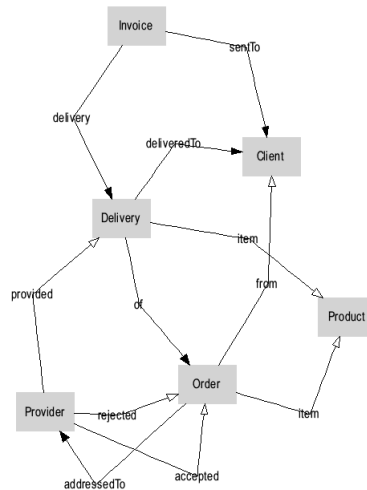 Invoice
sentTo
delivery
deliveredTo
Client
Delivery
item
from
provided
of
Product
Order
Provider
rejected
item
accepted
addressedTo